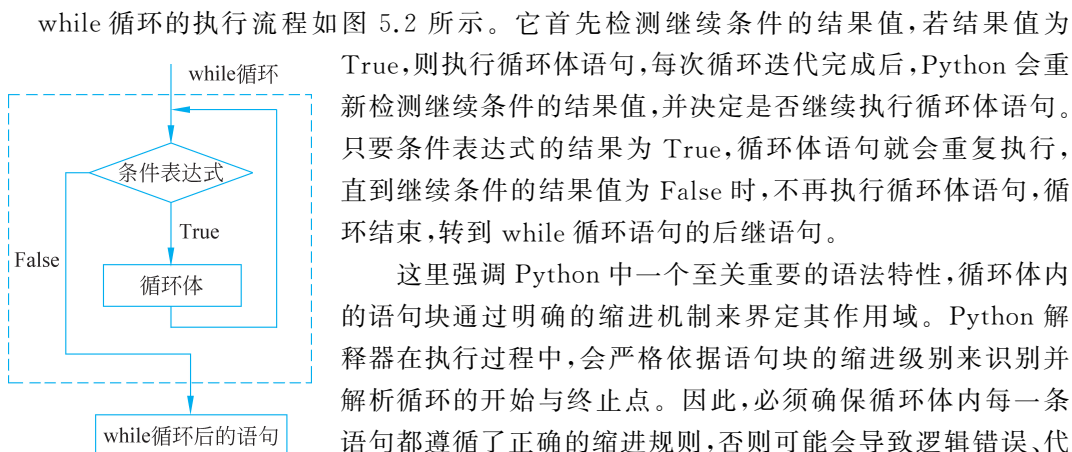 while 循环的执行流程如图 5.2 所示。它首先检测继续条件的结果值,若结果值为
True,则执行循环体语句,每次循环迭代完成后,Python 会重
新检测继续条件的结果值,并决定是否继续执行循环体语句。
只要条件表达式的结果为 True,循环体语句就会重复执行,
直到继续条件的结果值为 False 时,不再执行循环体语句,循
环结束,转到 while 循环语句的后继语句。
这里强调 Python 中一个至关重要的语法特性,循环体内
的语句块通过明确的缩进机制来界定其作用域。Python 解
释器在执行过程中,会严格依据语句块的缩进级别来识别并
解析循环的开始与终止点。因此,必须确保循环体内每一条
语句都遵循了正确的缩进规则,否则可能会导致逻辑错误、代
while循环
条件表达式
True
False
循环体
while循环后的语句